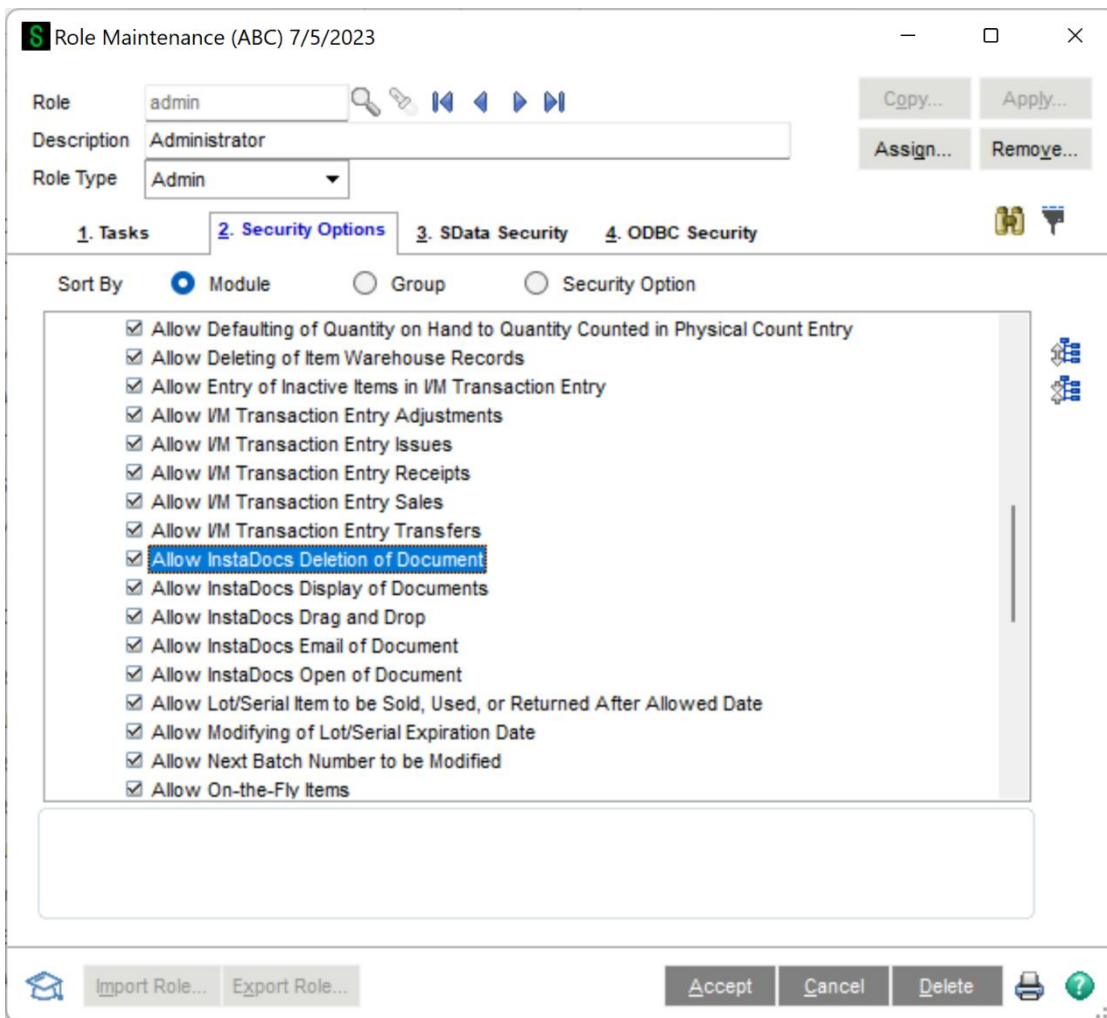 S Role Maintenance (ABC) 7/5/2023
Role admin Copy... Apply...
Description Administrator Assign... Remove...
Role Type Admin
1. Tasks 2. Security Options 3. SData Security 4. ODBC Security
Sort By Module Group Security Option
Allow Defaulting of Quantity on Hand to Quantity Counted in Physical Count Entry
Allow Deleting of Item Warehouse Records
Allow Entry of Inactive Items in I/M Transaction Entry
Allow I/M Transaction Entry Adjustments
Allow I/M Transaction Entry Issues
Allow I/M Transaction Entry Receipts
Allow I/M Transaction Entry Sales
Allow I/M Transaction Entry Transfers
Allow InstaDocs Deletion of Document
Allow InstaDocs Display of Documents
Allow InstaDocs Drag and Drop
Allow InstaDocs Email of Document
Allow InstaDocs Open of Document
Allow Lot/Serial Item to be Sold, Used, or Returned After Allowed Date
Allow Modifying of Lot/Serial Expiration Date
Allow Next Batch Number to be Modified
Allow On-the-Fly Items
Import Role... Export Role... Accept Cancel Delete ?